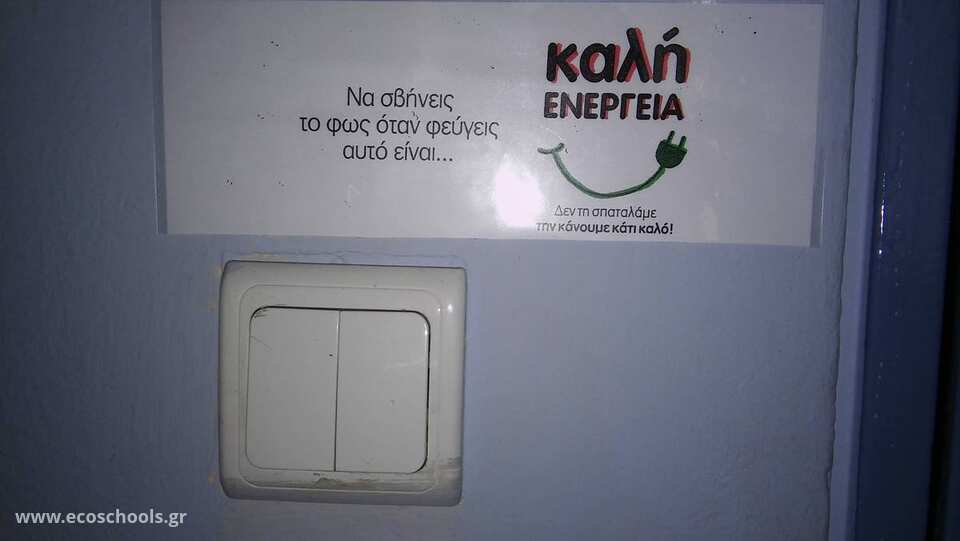 Να σβήνεις
το φως όταν φεύγεις
αυτό είναι...
καλή
ΕΝΕΡΓΕΙΑ
Δεν τη σπαταλάμε
την κάνουμε κάτι καλό!
www.ecoschools.gr